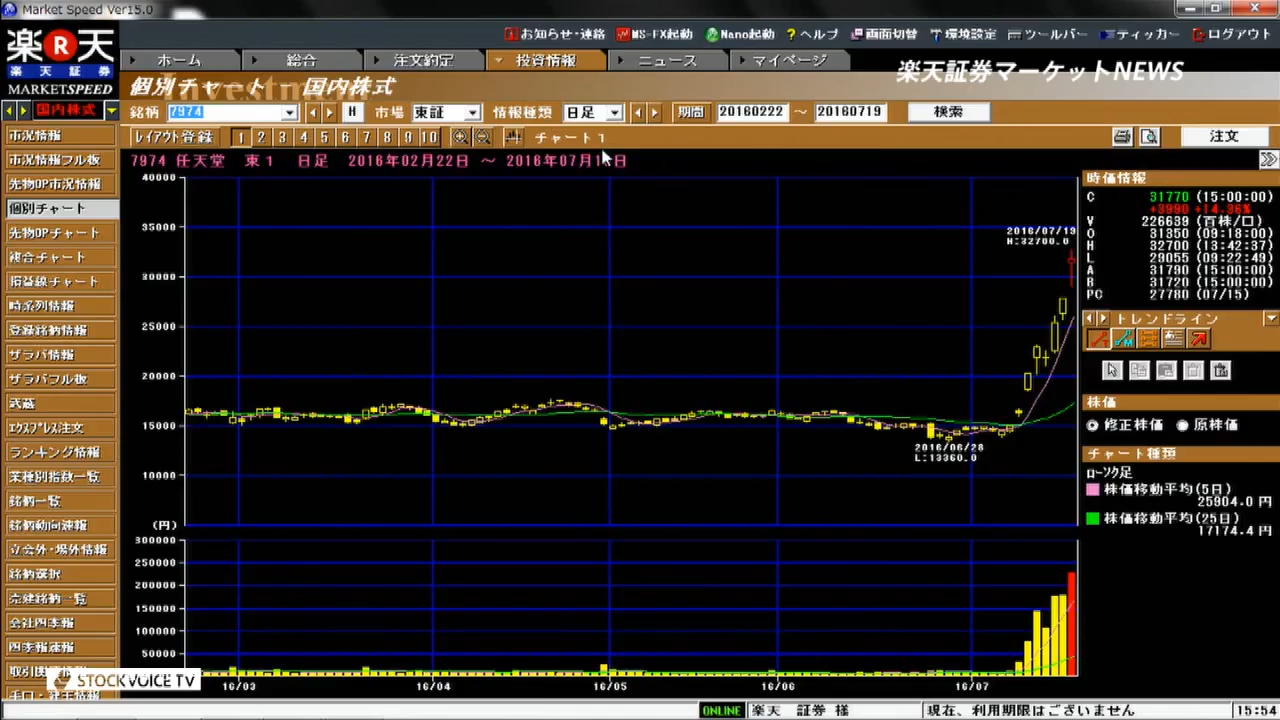 Market Speed Ver15.0
楽R天
楽天証券
MARKETSPEED
お知らせ・連絡 MS-FX起動 Nano起動 ヘルプ 画面切替 環境設定 ツールバー ティッカー ログアウト
ホーム 総合 注文約定 投資情報 ニュース マイページ
楽天証券マーケットNEWS
個別チャート 国内株式
国内株式
銘柄 7974 H 市場 東証 情報種類 日足 期間 20160222 ～ 20160719 検索
レイアウト登録 1 2 3 4 5 6 7 8 9 10 チャート1 注文
7974 任天堂 東1 日足 2016年02月22日 ～ 2016年07月1 日
市況情報
市況情報フル板
先物OP市況情報
個別チャート
先物OPチャート
複合チャート
損益線チャート
時系列情報
登録銘柄情報
ザラバ情報
ザラバフル板
武蔵
エクスプレス注文
ランキング情報
業種別指数一覧
銘柄一覧
銘柄動向速報
立会外・場外情報
銘柄選択
売建銘柄一覧
会社四季報
四季報速報
40000
35000
30000
25000
20000
15000
10000
(円)
2016/07/19
H:32700.0
2016/06/28
L:13360.0
300000
250000
200000
150000
100000
50000
16/03 16/04 16/05 16/06 16/07
時価情報
C 31770 (15:00:00)
+3990 +14.36%
V 226639 (百株/口)
O 31350 (09:18:00)
H 32700 (13:42:37)
L 29055 (09:22:49)
A 31790 (15:00:00)
B 31720 (15:00:00)
PC 27780 (07/15)
トレンドライン
株価
修正株価 原株価
チャート種類
ローソク足
株価移動平均(5日)
25904.0 円
株価移動平均(25日)
17174.4 円
STOCKVOICE TV
ONLINE 楽天 証券 様 現在、利用期限はございません 15:54